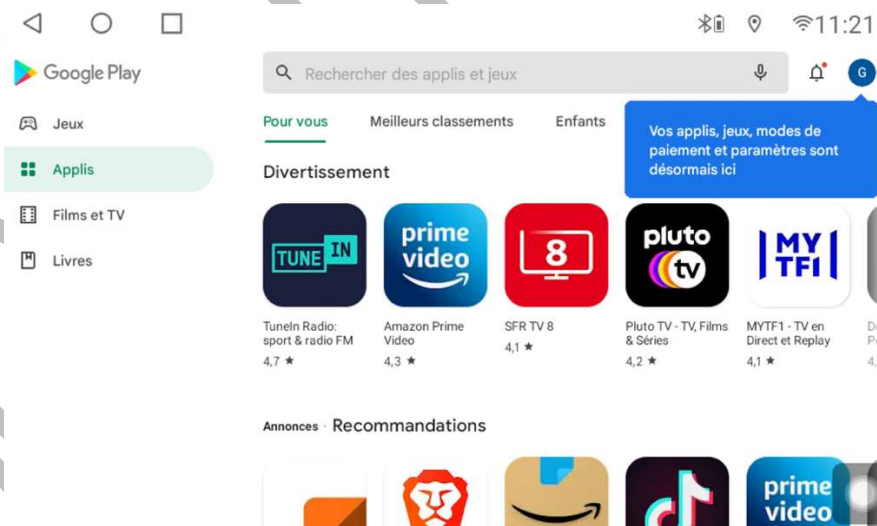 11:21
Google Play
Rechercher des applis et jeux
G
Jeux
Applis
Films et TV
Livres
Pour vous
Meilleurs classements
Enfants
Vos applis, jeux, modes de
paiement et paramètres sont
désormais ici
Divertissement
TUNE IN
prime
video
8
pluto
tv
MY
TF1
TuneIn Radio:
sport & radio FM
4,7 ★
Amazon Prime
Video
4,3 ★
SFR TV 8
4,1 ★
Pluto TV - TV, Films
& Séries
4,2 ★
MYTF1 - TV en
Direct et Replay
4,1 ★
Annonces · Recommandations
prime
video